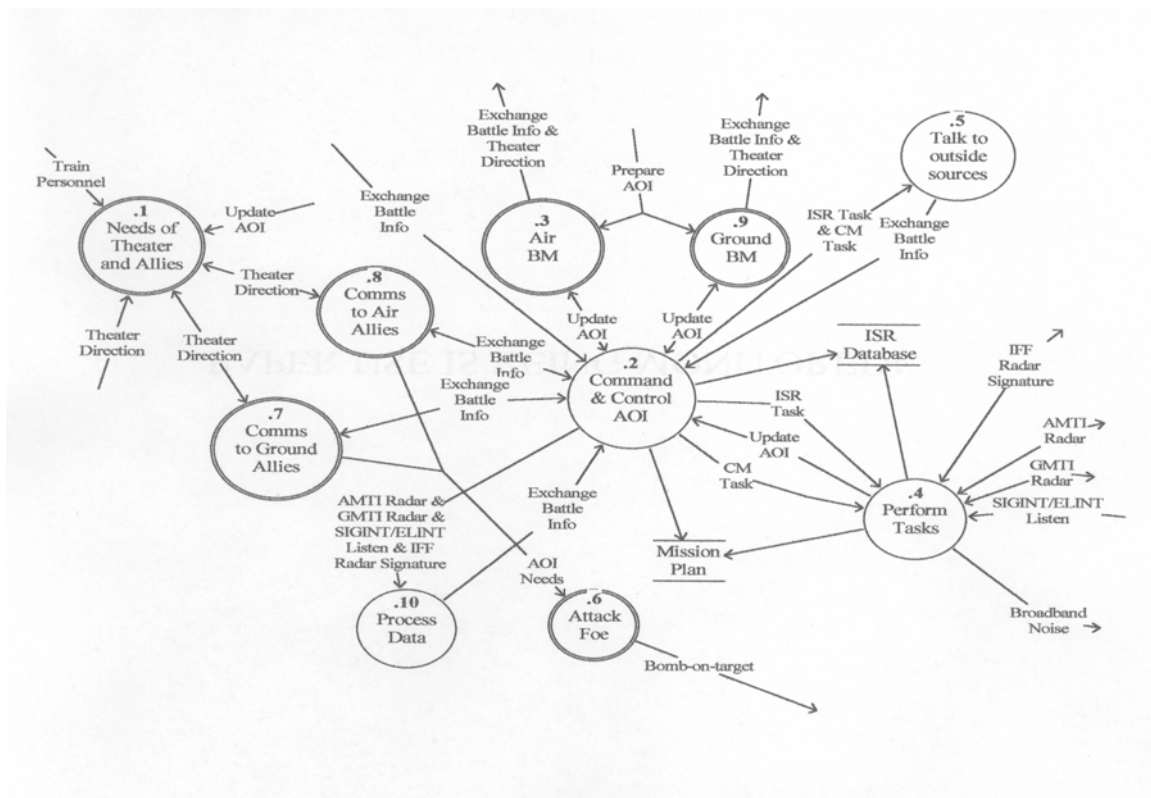 Exchange
Battle Info &
Theater
Direction
Exchange
Battle Info &
Theater
Direction
.5
Talk to
outside
sources
Train
Personnel
Prepare
AOI
.1
Needs of
Theater
and Allies
Update
AOI
Exchange
Battle
Info
.3
Air
BM
.9
Ground
BM
ISR Task
& CM
Task
Exchange
Battle
Info
Theater
Direction
.8
Comms
to Air
Allies
Update
AOI
Update
AOI
Theater
Direction
Theater
Direction
Exchange
Battle
Info
ISR
Database
IFF
Radar
Signature
.2
Command
& Control
AOI
Exchange
Battle
Info
.7
Comms
to Ground
Allies
ISR
Task
Update
AOI
CM
Task
AMTI
Radar
GMTI
Radar
SIGINT/ELINT
Listen
.4
Perform
Tasks
AMTI Radar &
GMTI Radar &
SIGINT/ELINT
Listen & IFF
Radar Signature
Exchange
Battle
Info
Mission
Plan
AOI
Needs
.10
Process
Data
.6
Attack
Foe
Broadband
Noise
Bomb-on-target